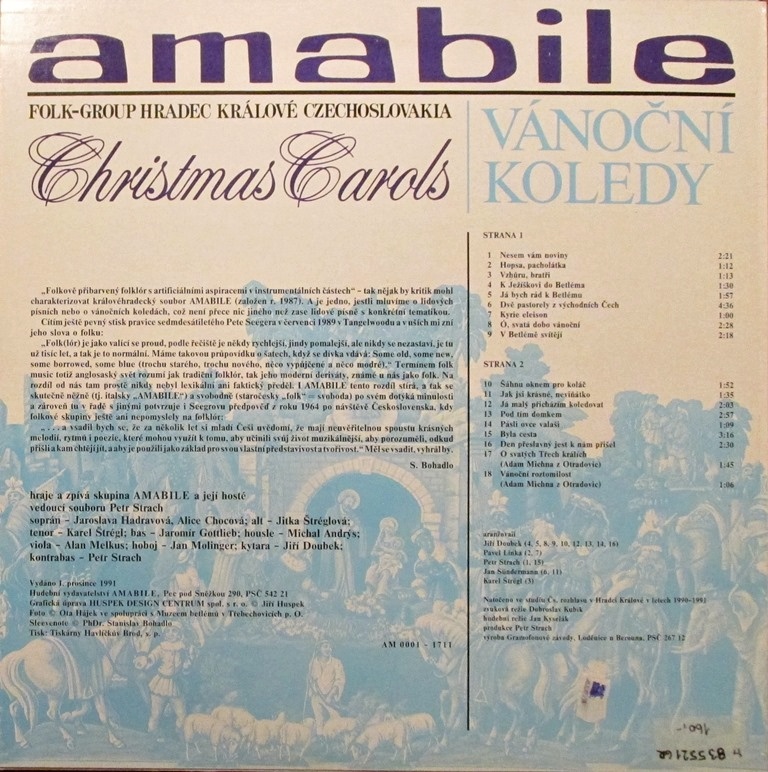 amabile
FOLK-GROUP HRADEC KRÁLOVÉ CZECHOSLOVAKIA
Christmas Carols
VÁNOČNÍ
KOLEDY
„Folkově přibarvený folklór s artificiálními aspiracemi v instrumentálních částech“ – tak nějak by kritik mohl
charakterizovat královéhradecký soubor AMABILE (založen r. 1987). A je jedno, jestli mluvíme o lidových
písních nebo o vánočních koledách, což není přece nic jiného než zase lidové písně s konkrétní tematikou.
Cítím ještě pevný stisk pravice sedmdesátiletého Pete Seegera v červenci 1989 v Tangelwoodu a v uších mi zní
jeho slova o folku:
„Folk(lór) je jako valící se proud, podle řečiště je někdy rychlejší, jindy pomalejší, ale nikdy se nezastaví, je tu
už tisíc let, a tak je to normální. Máme takovou průpovídku o šatech, když se dívka vdává: Some old, some new,
some borrowed, some blue (trochu starého, trochu nového, něco vypůjčené a něco modré).“ Termínem folk
music totiž anglosaský svět rozumí jak tradiční folklór, tak jeho moderní deriváty, známé u nás jako folk. Na
rozdíl od nás tam prostě nikdy nebyl lexikální ani faktický předěl. I AMABILE tento rozdíl stírá, a tak se
skutečně něžně (tj. italsky „AMABILE“) a svobodně (staročesky „folk“ = svoboda) po svém dotýká minulosti
a zároveň tu v řadě s jinými potvrzuje i Seegrovu předpověď z roku 1964 po návštěvě Československa, kdy
folkové skupiny ještě ani nepomyslely na folklór:
„. . . a vsadil bych se, že za několik let si mladí Češi uvědomí, že mají neuvěřitelnou spoustu krásných
melodií, rytmů i poezie, které mohou využít k tomu, aby učinili svůj život muzikálnější, aby porozuměli, odkud
přišli a kam chtějí jít, a aby je použili jako základ pro svou vlastní představivost a tvořivost.“ Měl se vsadit, vyhrál by.
S. Bohadlo
hraje a zpívá skupina AMABILE a její hosté
vedoucí souboru Petr Strach
soprán – Jaroslava Hadravová, Alice Chocová; alt – Jitka Štréglová;
tenor – Karel Štrégl; bas – Jaromír Gottlieb; housle – Michal Andrýs;
viola – Alan Melkus; hoboj – Jan Molinger; kytara – Jiří Doubek;
kontrabas – Petr Strach
Vydáno 1. prosince 1991
Hudební vydavatelství AMABILE, Pec pod Sněžkou 290, PSČ 542 21
Grafická úprava HUSPEK DESIGN CENTRUM spol. s r. o. © Jiří Huspek
Foto © Ota Hájek ve spolupráci s Muzeem betlémů v Třebechovicích p. O.
Sleevenote © PhDr. Stanislav Bohadlo
Tisk: Tiskárny Havlíčkův Brod, s. p.
AM 0001 - 1711
STRANA 1
1 Nesem vám noviny 2:21
2 Hopsa, pacholátka 1:12
3 Vzhůru, bratři 1:13
4 K Ježíškovi do Betléma 1:30
5 Já bych rád k Betlému 1:57
6 Dvě pastorely z východních Čech 4:36
7 Kyrie eleison 1:00
8 Ó, svatá dobo vánoční 2:28
9 V Betlémě svítějí 2:18
STRANA 2
10 Šáhnu oknem pro koláč 1:52
11 Jak jsi krásné, neviňátko 1:35
12 Já malý přicházím koledovat 2:03
13 Pod tím domkem 2:57
14 Pásli ovce valaši 1:09
15 Byla cesta 3:16
16 Den přeslavný jest k nám přišel 2:30
17 O svatých Třech králích
(Adam Michna z Otradovic) 1:45
18 Vánoční roztomilost
(Adam Michna z Otradovic) 1:06
aranžovali
Jiří Doubek (4, 5, 8, 9, 10, 12, 13, 14, 16)
Pavel Linka (2, 7)
Petr Strach (1, 15)
Jan Sündermann (6, 11)
Karel Štrégl (3)
Natočeno ve studiu Čs. rozhlasu v Hradci Králové v letech 1990–1991
zvuková režie Dobroslav Kubík
hudební režie Jan Kyselák
produkce Petr Strach
výroba Gramofonové závody, Loděnice u Berouna, PSČ 267 12
160,-